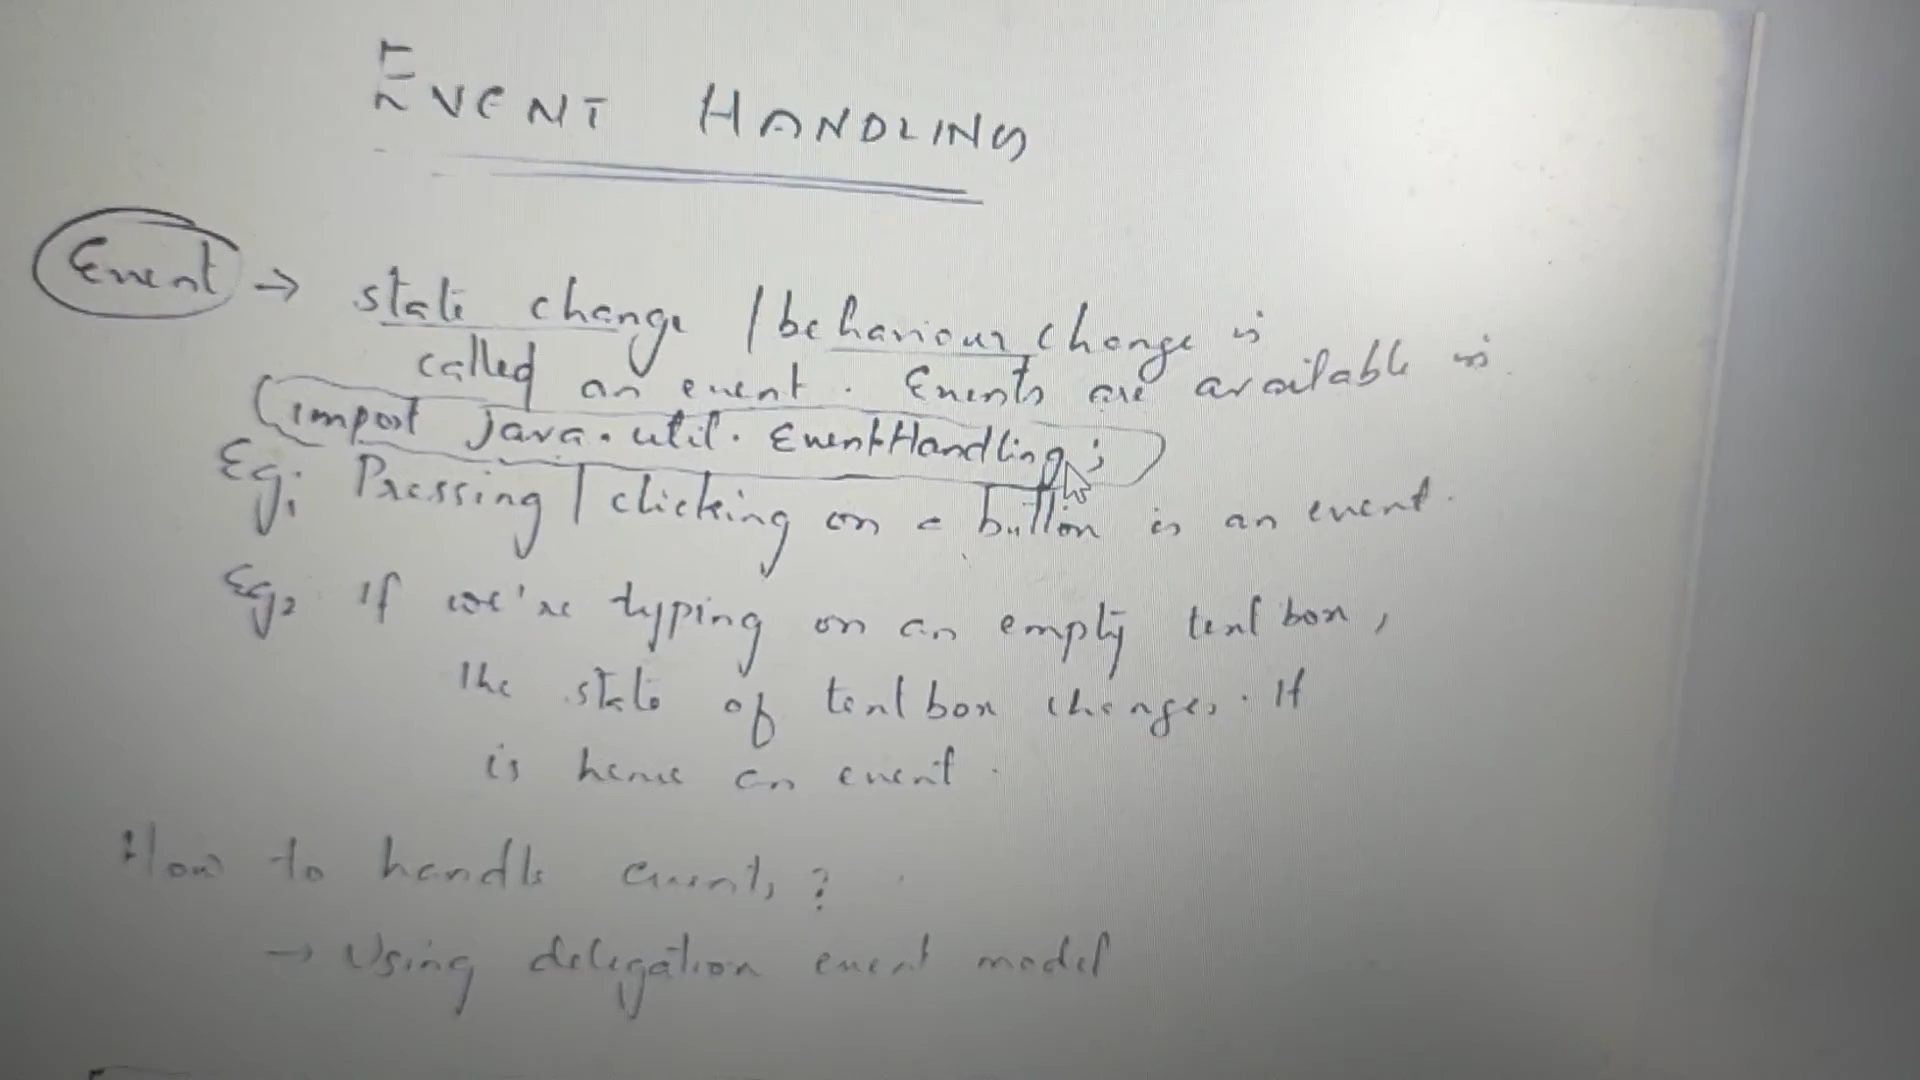 EVENT HANDLING
Event → state change / behaviour change is
called an event. Events are available in
import java.util.EventHandling;
Eg1 Pressing / clicking on a button is an event.
Eg2 If we're typing on an empty text box,
the state of text box changes. It
is hence an event.
How to handle events?
→ Using delegation event model